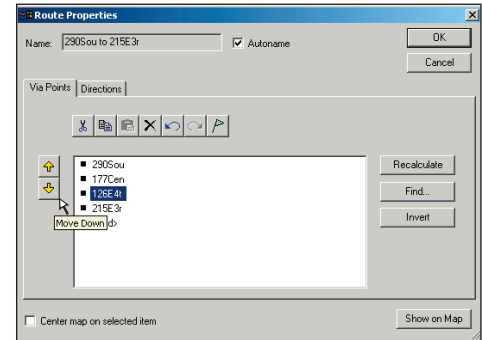 Route Properties
Name: 290Sou to 215E3r
Autoname
OK
Cancel
Via Points
Directions
290Sou
177Cen
126E4t
215E3r
Move Down
d>
Recalculate
Find...
Invert
Center map on selected item
Show on Map